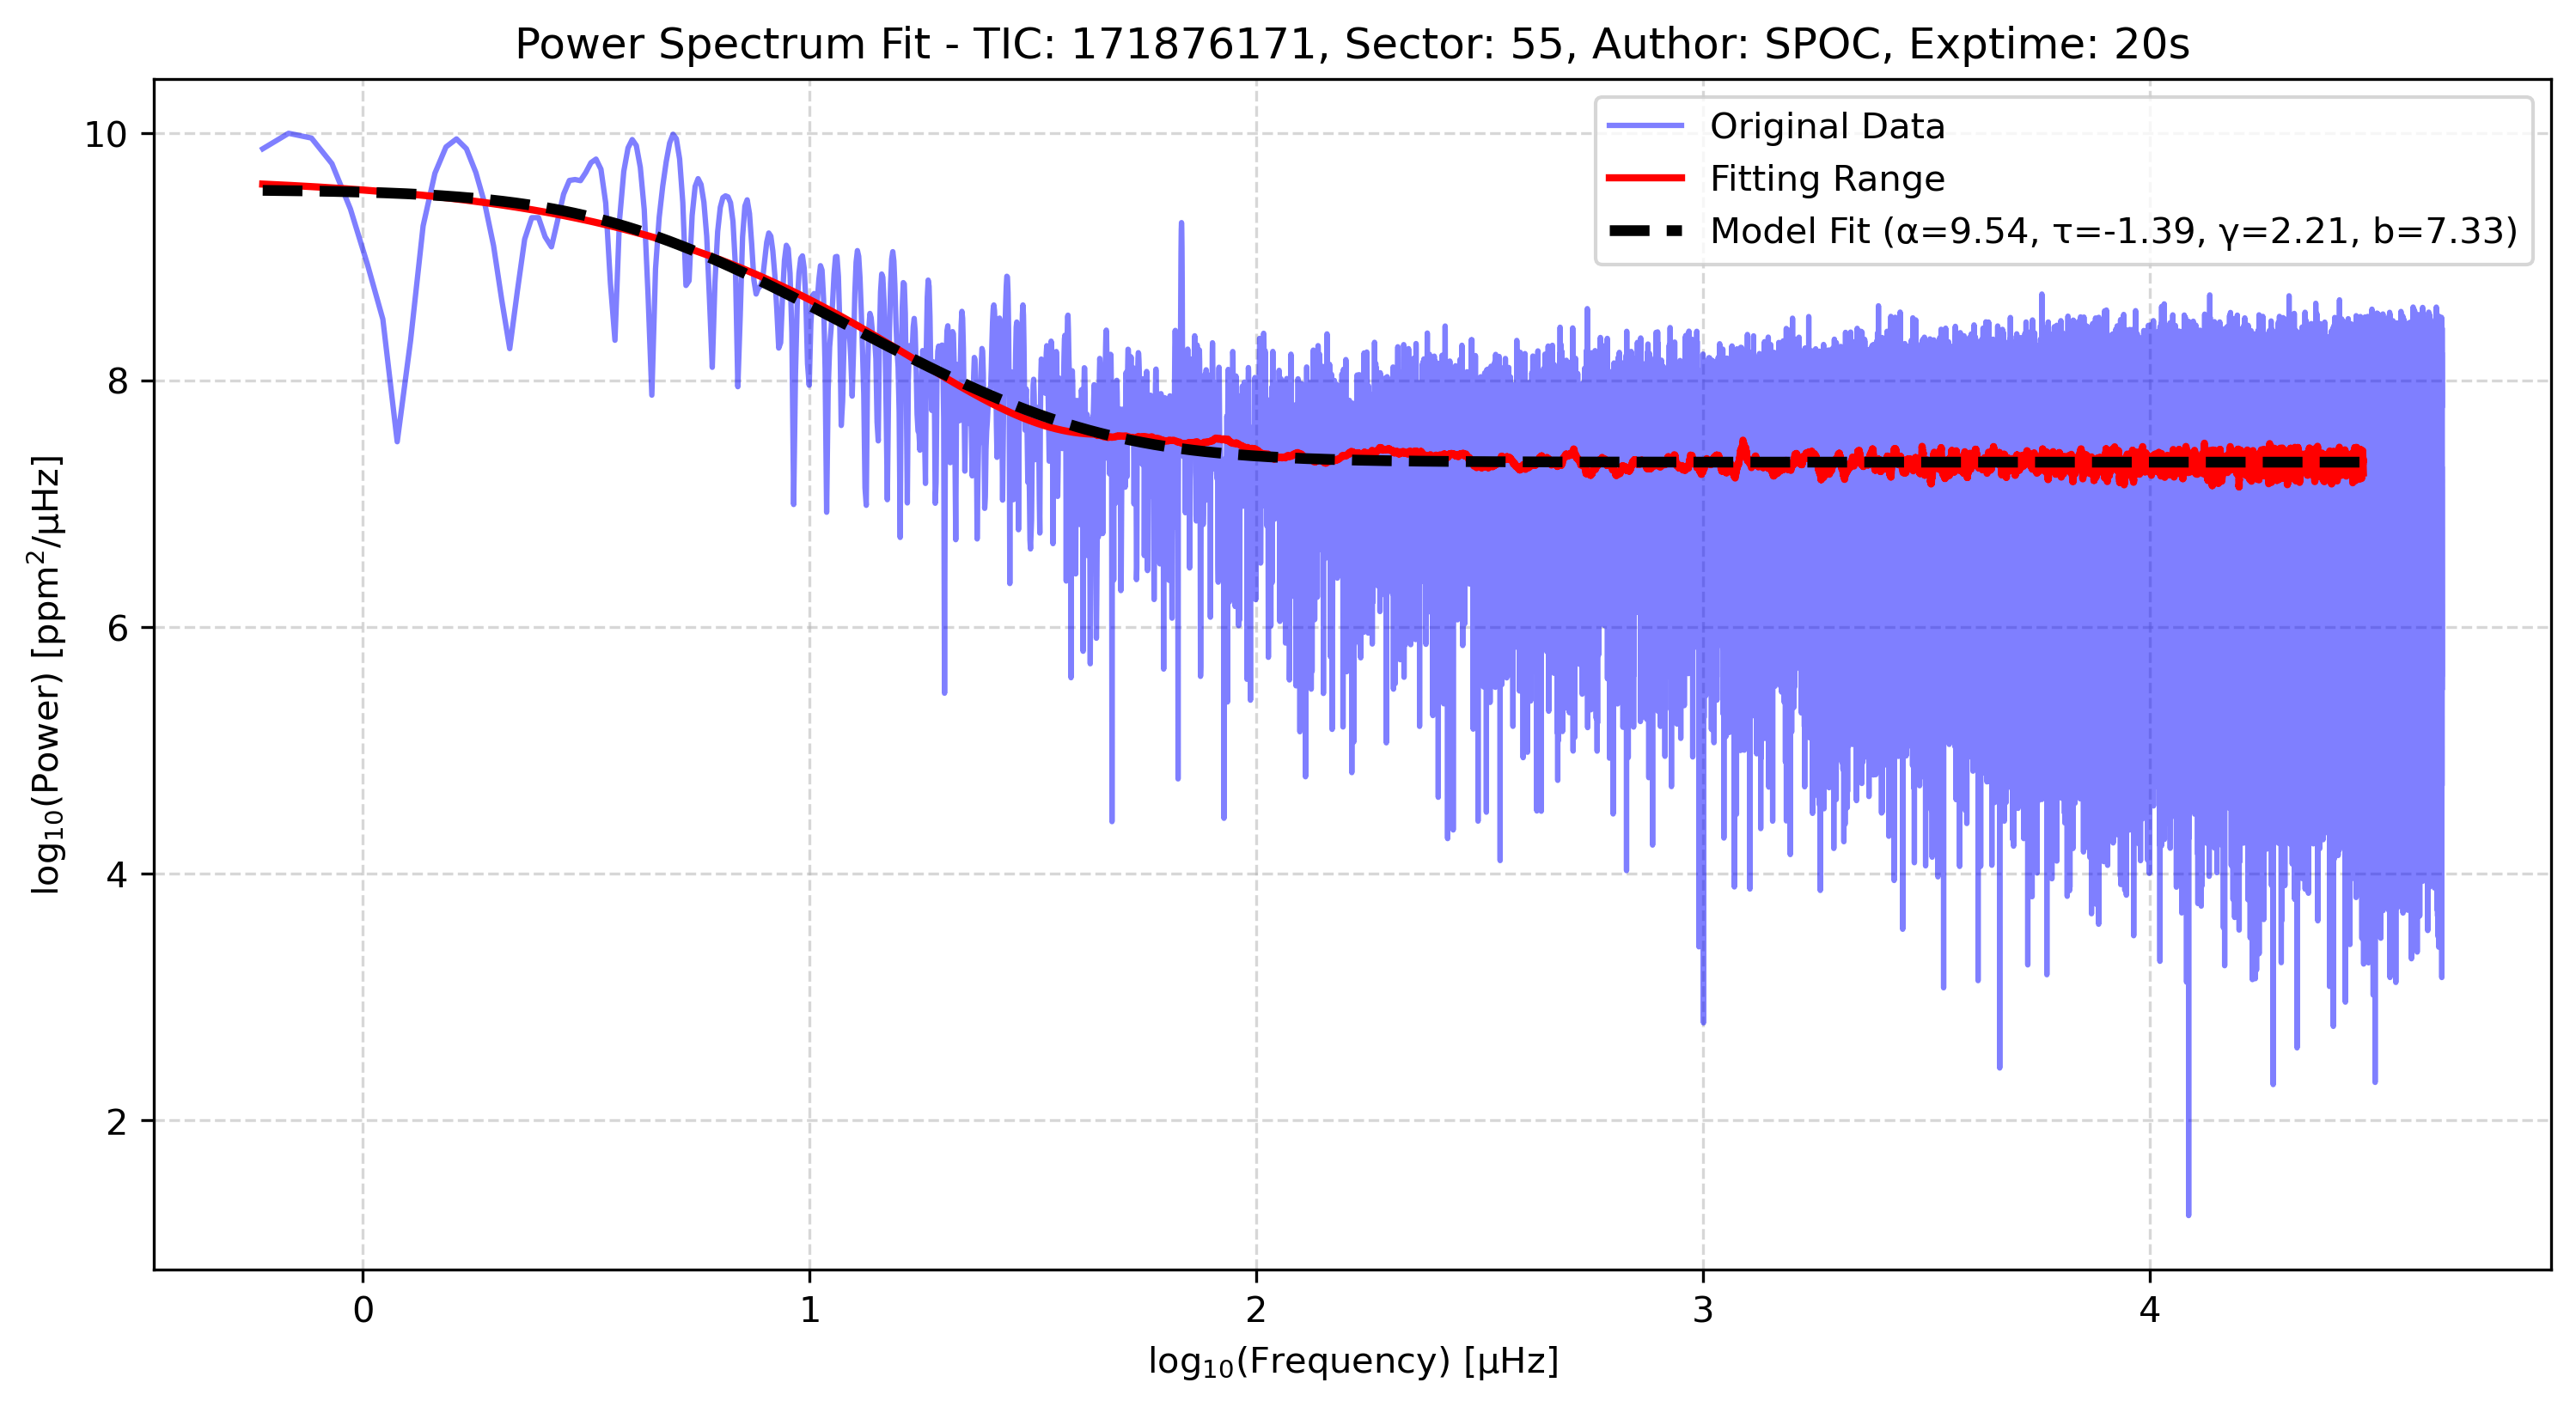 Power Spectrum Fit - TIC: 171876171, Sector: 55, Author: SPOC, Exptime: 20s
Original Data
Fitting Range
Model Fit (α=9.54, τ=-1.39, γ=2.21, b=7.33)
log₁₀(Power) [ppm²/μHz]
10
8
6
4
2
0 1 2 3 4
log₁₀(Frequency) [μHz]